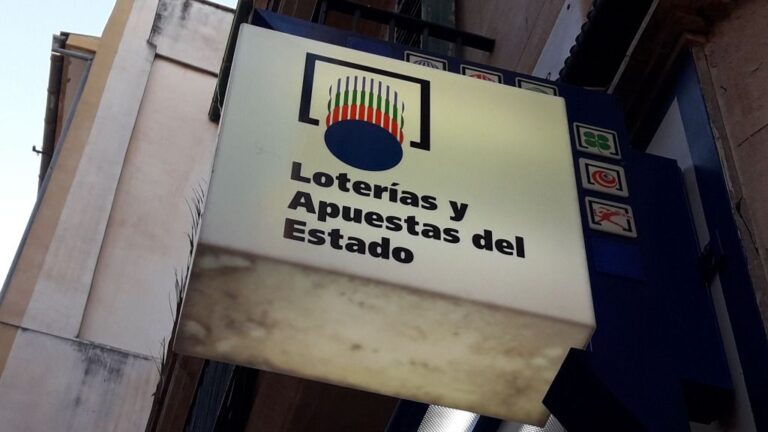 Loterías y
Apuestas del
Estado